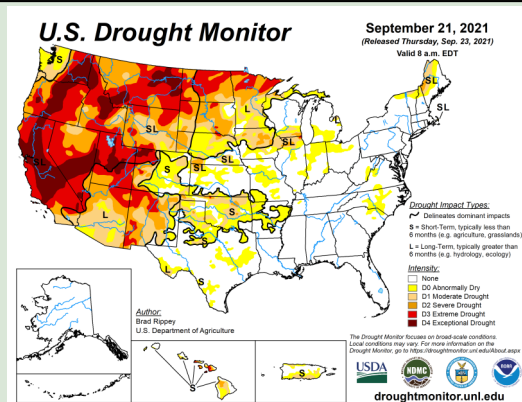 U.S. Drought Monitor
September 21, 2021
(Released Thursday, Sep. 23, 2021)
Valid 8 a.m. EDT
S
L
S
L
SL
SL
SL
SL
SL
SL
SL
S
L
S
S
L
S
Drought Impact Types:
Delineates dominant impacts
S = Short-Term, typically less than
6 months (e.g. agriculture, grasslands)
L = Long-Term, typically greater than
6 months (e.g. hydrology, ecology)
Intensity:
None
D0 Abnormally Dry
D1 Moderate Drought
D2 Severe Drought
D3 Extreme Drought
D4 Exceptional Drought
Author:
Brad Rippey
U.S. Department of Agriculture
S
S
The Drought Monitor focuses on broad-scale conditions.
Local conditions may vary. For more information on the
Drought Monitor, go to https://droughtmonitor.unl.edu/About.aspx
USDA
NDMC
NOAA
droughtmonitor.unl.edu